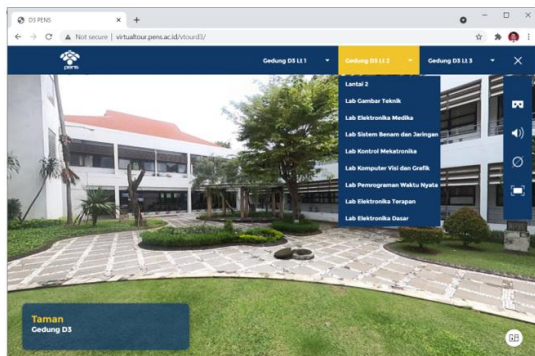 D3 PENS
Not secure | virtualtour.pens.ac.id/vtourd3/
pens
Gedung D3 Lt 1
Gedung D3 Lt 2
Gedung D3 Lt 3
Lantai 2
Lab Gambar Teknik
Lab Elektronika Medika
Lab Sistem Benam dan Jaringan
Lab Kontrol Mekatronika
Lab Komputer Visi dan Grafik
Lab Pemrograman Waktu Nyata
Lab Elektronika Terapan
Lab Elektronika Dasar
Taman
Gedung D3